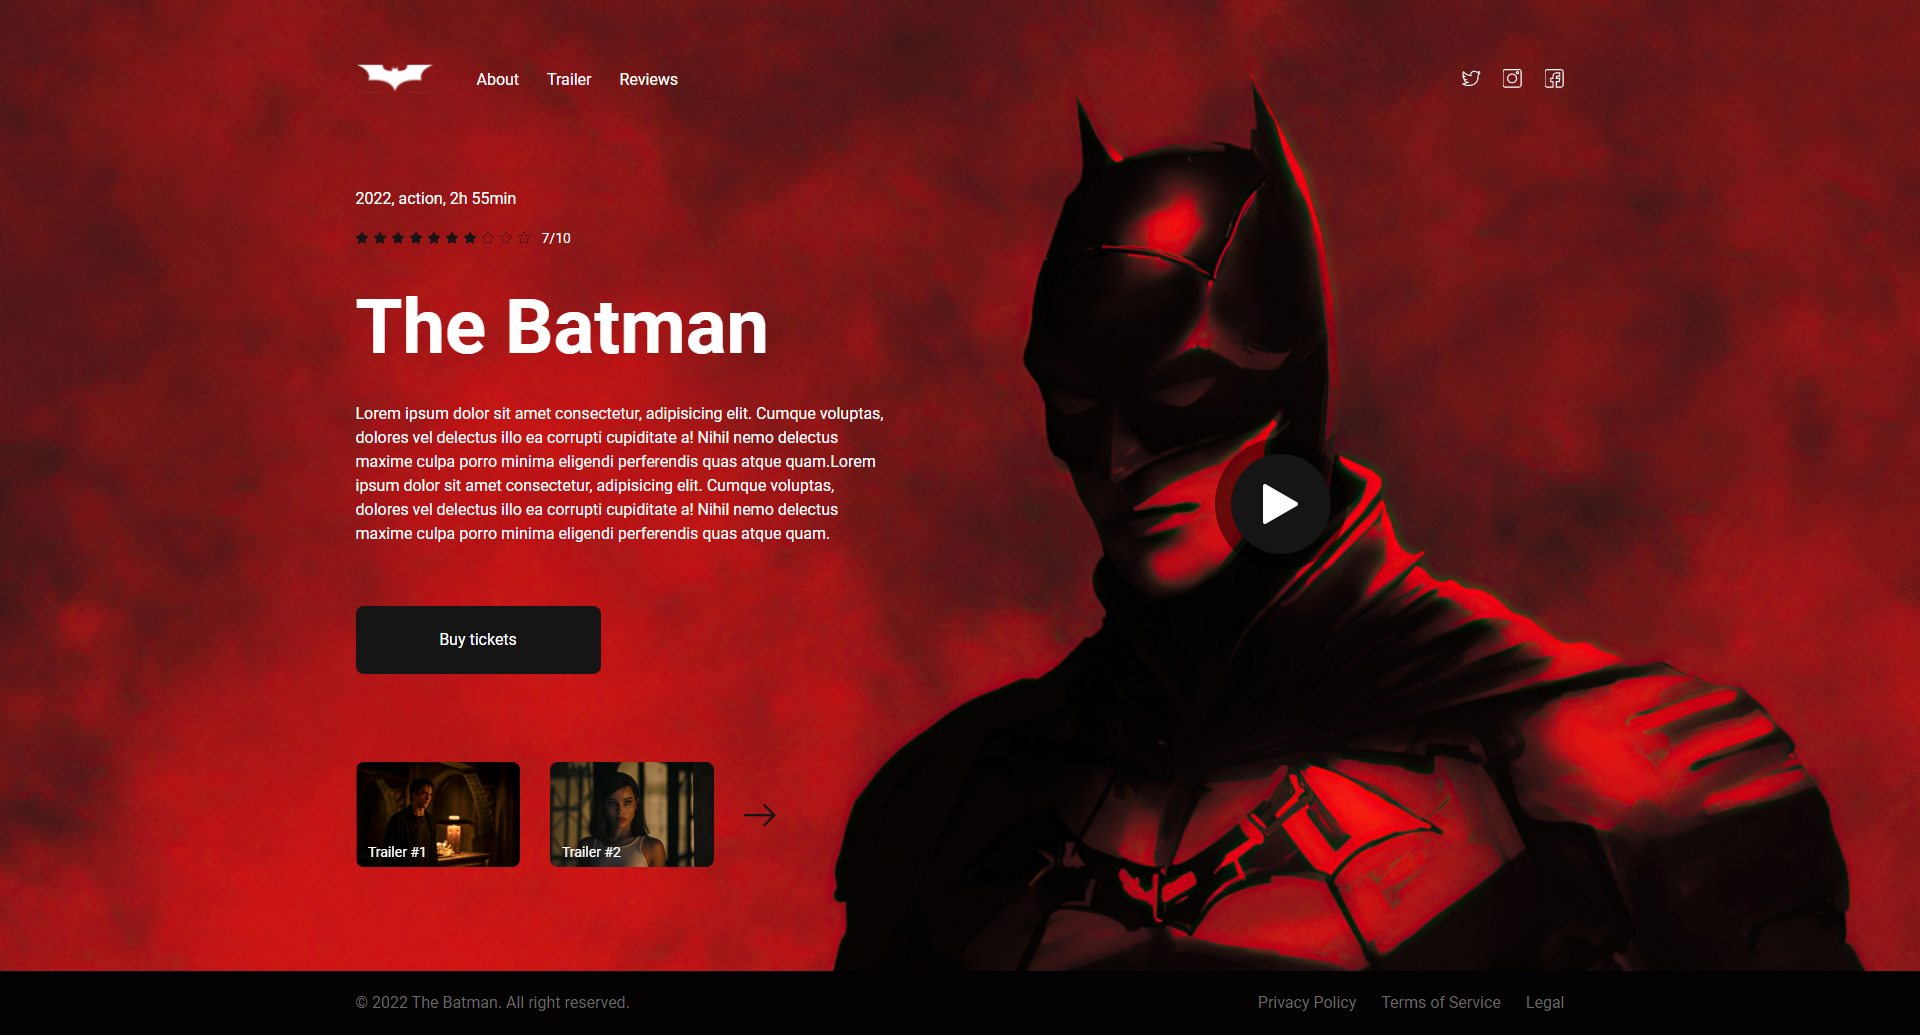 About Trailer Reviews
2022, action, 2h 55min
7/10
The Batman
Lorem ipsum dolor sit amet consectetur, adipisicing elit. Cumque voluptas,
dolores vel delectus illo ea corrupti cupiditate a! Nihil nemo delectus
maxime culpa porro minima eligendi perferendis quas atque quam.Lorem
ipsum dolor sit amet consectetur, adipisicing elit. Cumque voluptas,
dolores vel delectus illo ea corrupti cupiditate a! Nihil nemo delectus
maxime culpa porro minima eligendi perferendis quas atque quam.
Buy tickets
Trailer #1
Trailer #2
© 2022 The Batman. All right reserved.
Privacy Policy Terms of Service Legal